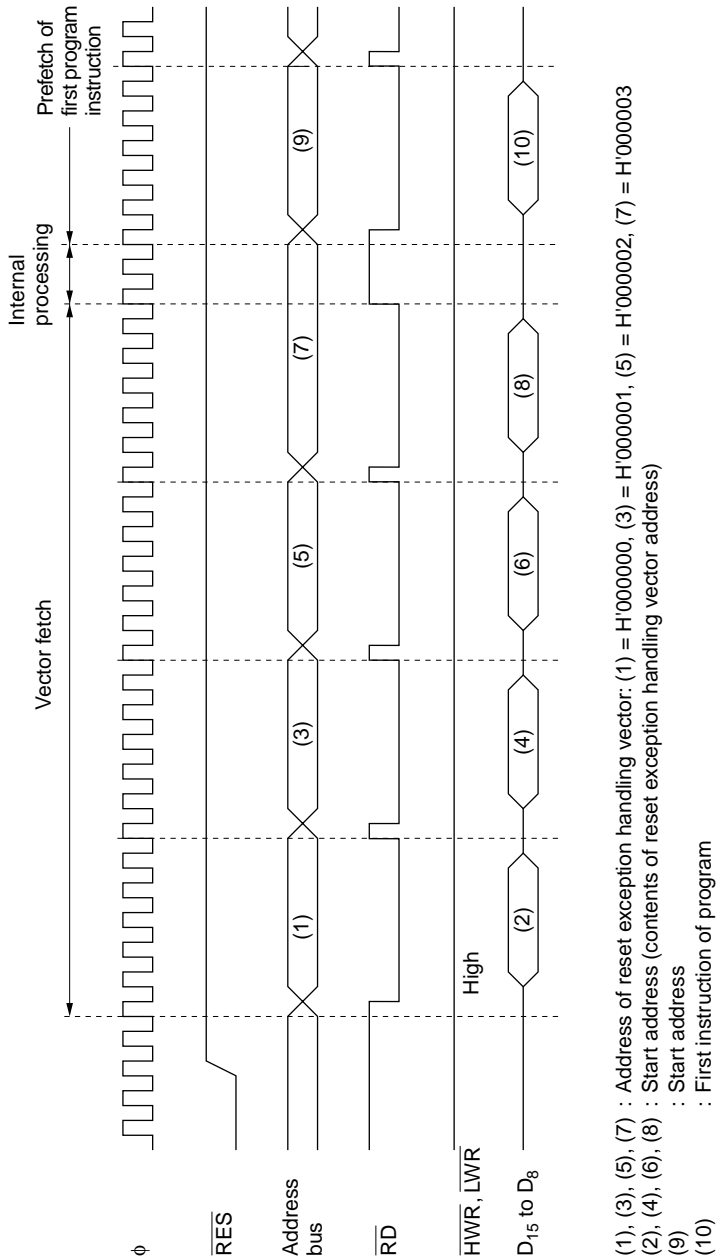 Vector fetch
Internal
processing
Prefetch of
first program
instruction
φ
RES
Address
bus
(1)
(3)
(5)
(7)
(9)
RD
HWR, LWR
High
D15 to D8
(2)
(4)
(6)
(8)
(10)
(1), (3), (5), (7) : Address of reset exception handling vector: (1) = H'000000, (3) = H'000001, (5) = H'000002, (7) = H'000003
(2), (4), (6), (8) : Start address (contents of reset exception handling vector address)
(9) : Start address
(10) : First instruction of program